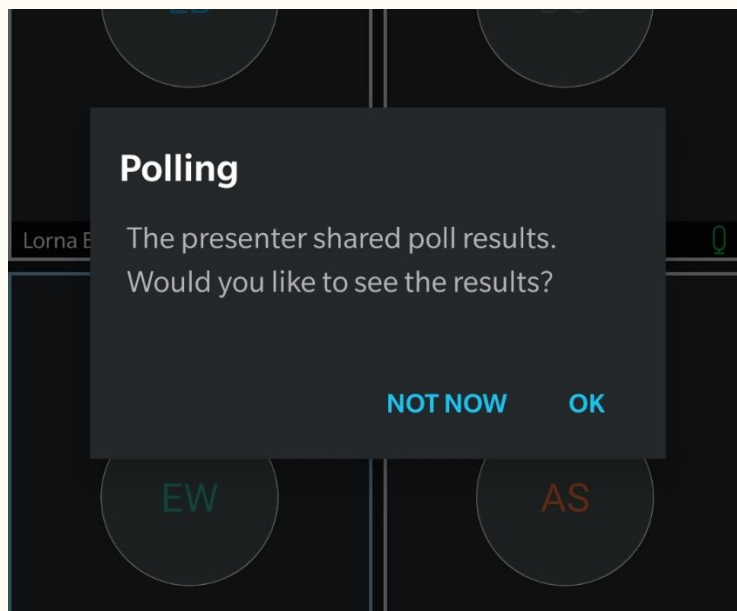 Polling
Lorna
The presenter shared poll results.
Would you like to see the results?
NOT NOW OK
EW AS